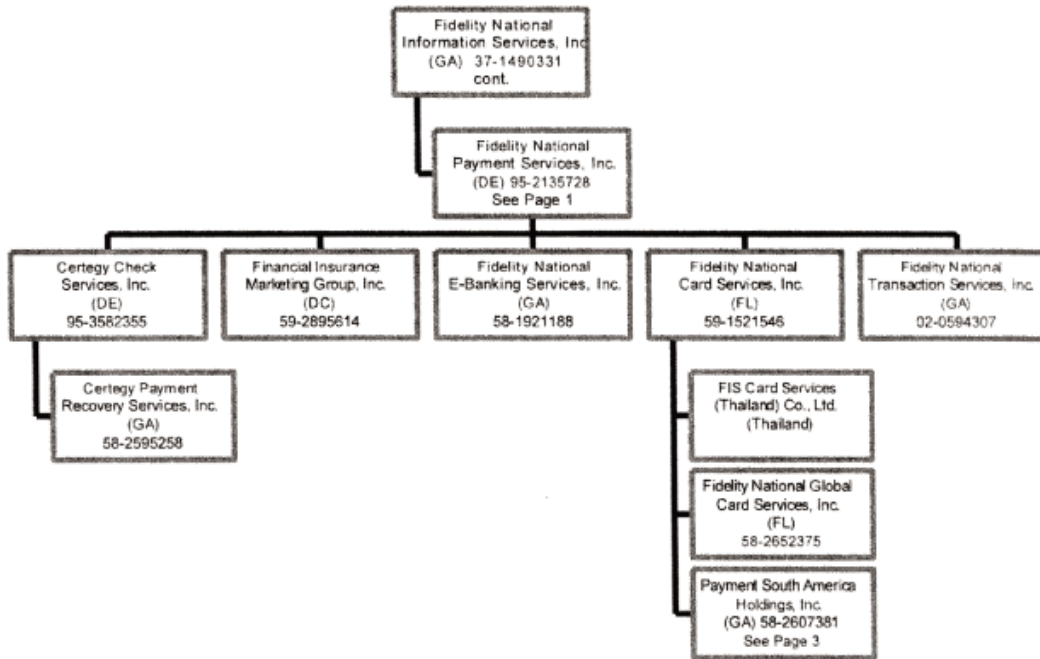 Fidelity National
Information Services, Inc
(GA) 37-1490331
cont.
Fidelity National
Payment Services, Inc.
(DE) 95-2135728
See Page 1
Certegy Check
Services, Inc.
(DE)
95-3582355
Financial Insurance
Marketing Group, Inc.
(DC)
59-2895614
Fidelity National
E-Banking Services, Inc.
(GA)
58-1921188
Fidelity National
Card Services, Inc.
(FL)
59-1521546
Fidelity National
Transaction Services, Inc.
(GA)
02-0594307
Certegy Payment
Recovery Services, Inc.
(GA)
58-2595258
FIS Card Services
(Thailand) Co., Ltd.
(Thailand)
Fidelity National Global
Card Services, Inc.
(FL)
58-2652375
Payment South America
Holdings, Inc.
(GA) 58-2607381
See Page 3